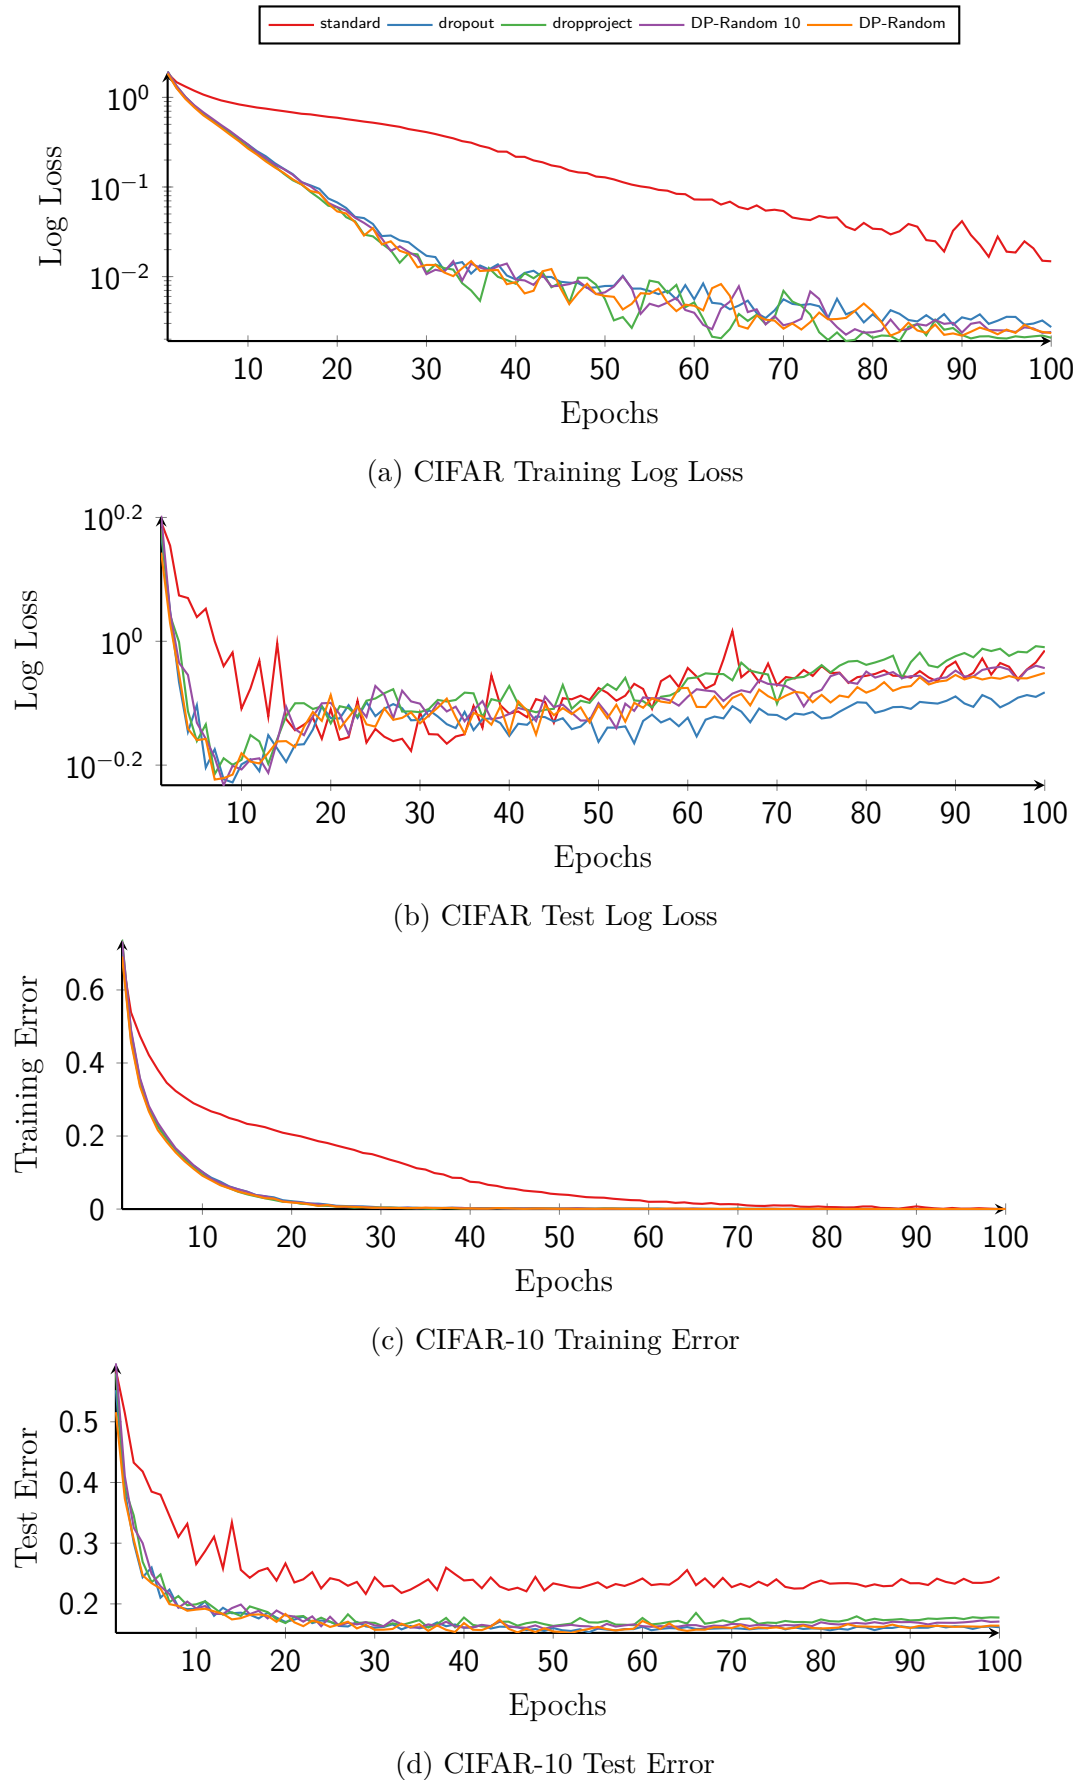 standard dropout dropproject DP-Random 10 DP-Random
10^0
10^−1
10^−2
Log Loss
10 20 30 40 50 60 70 80 90 100
Epochs
(a) CIFAR Training Log Loss
10^0.2
10^0
10^−0.2
Log Loss
10 20 30 40 50 60 70 80 90 100
Epochs
(b) CIFAR Test Log Loss
0.6
0.4
0.2
0
Training Error
10 20 30 40 50 60 70 80 90 100
Epochs
(c) CIFAR-10 Training Error
0.5
0.4
0.3
0.2
Test Error
10 20 30 40 50 60 70 80 90 100
Epochs
(d) CIFAR-10 Test Error